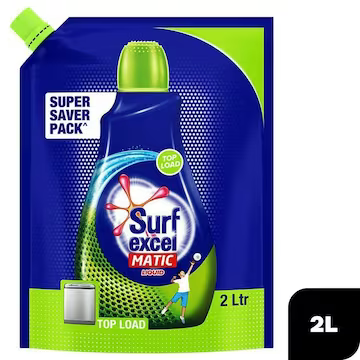 SUPER
SAVER
PACK^
TOP
LOAD
Surf
excel
MATIC
LIQUID
2 Ltr
TOP LOAD
2L